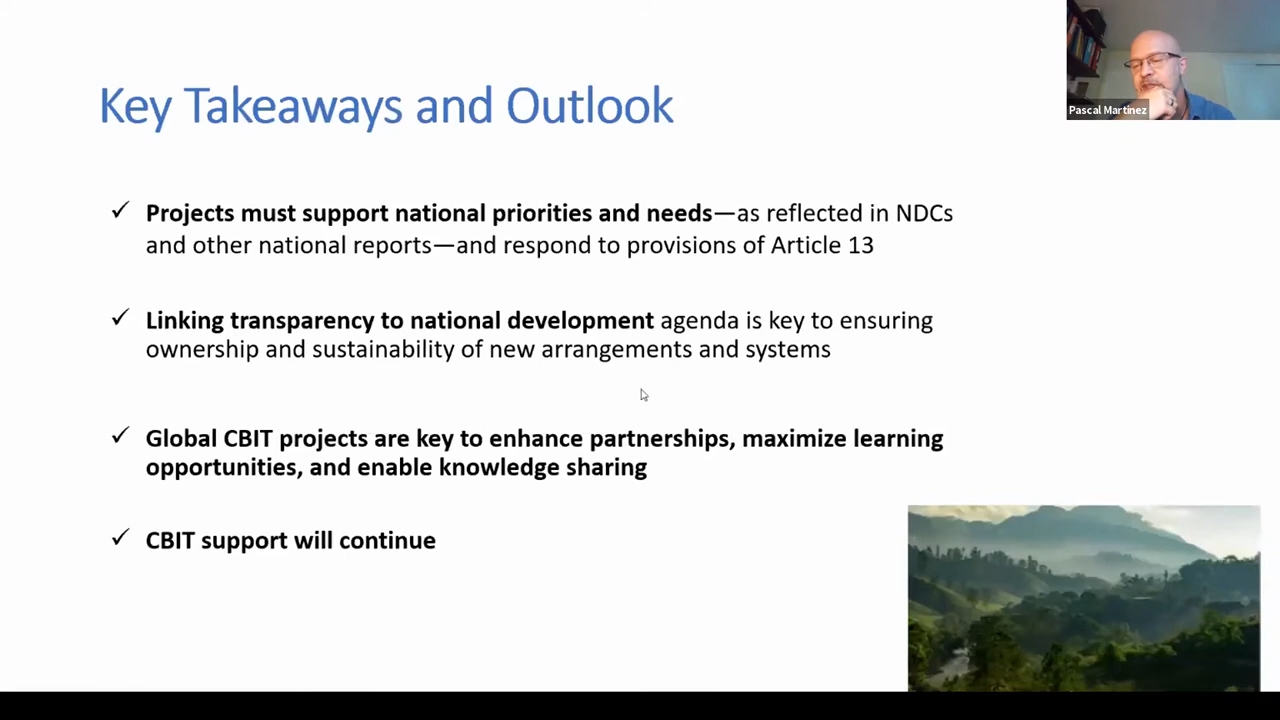 Key Takeaways and Outlook
Pascal Martinez
✓ Projects must support national priorities and needs—as reflected in NDCs
and other national reports—and respond to provisions of Article 13
✓ Linking transparency to national development agenda is key to ensuring
ownership and sustainability of new arrangements and systems
✓ Global CBIT projects are key to enhance partnerships, maximize learning
opportunities, and enable knowledge sharing
✓ CBIT support will continue